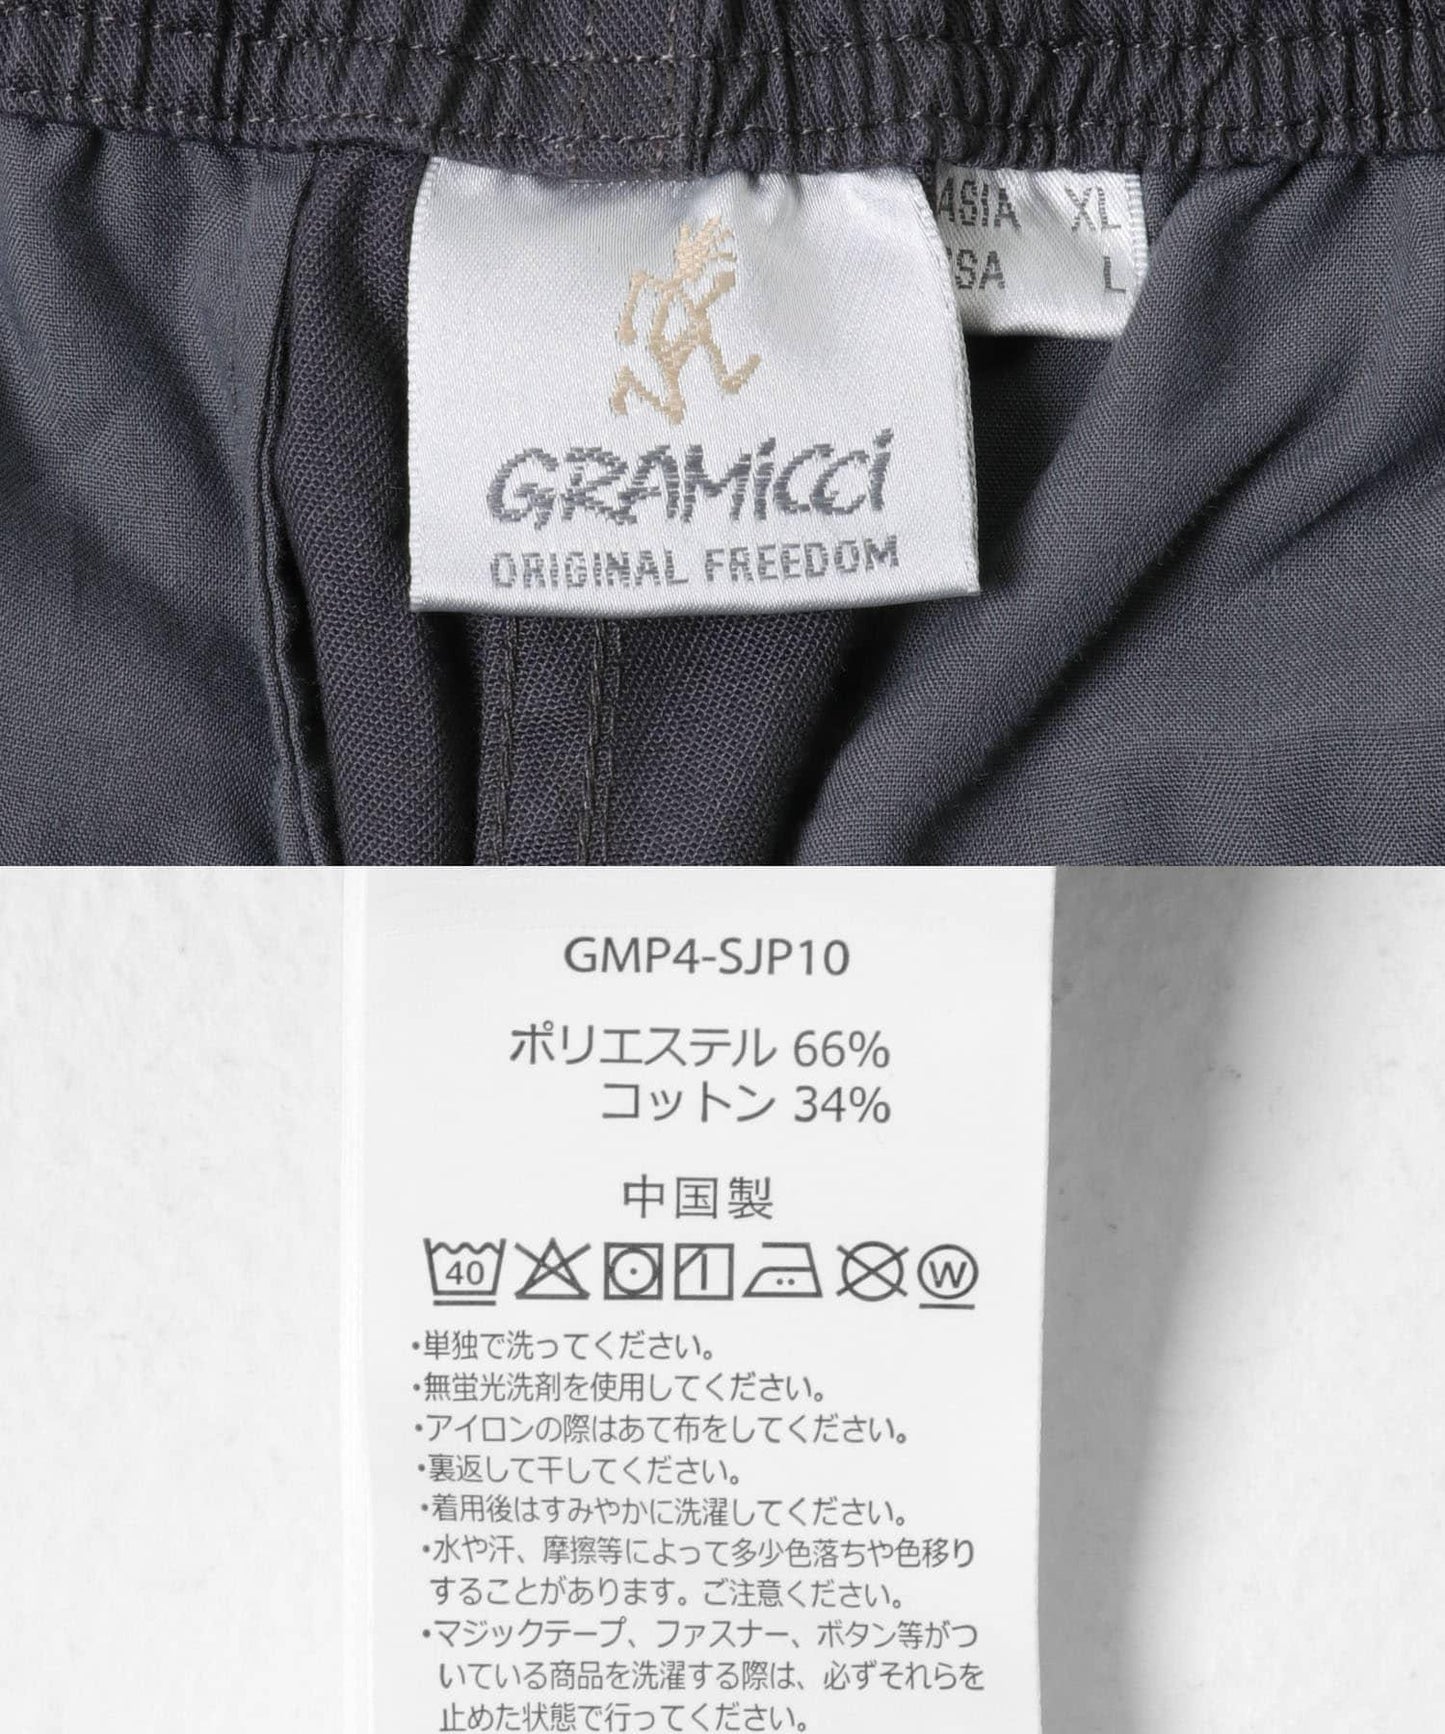 GRAMiCCi
ORIGINAL FREEDOM
ASIA XL
USA L
GMP4-SJP10
ポリエステル 66%
コットン 34%
中国製
40 W
・単独で洗ってください。
・無蛍光洗剤を使用してください。
・アイロンの際はあて布をしてください。
・裏返して干してください。
・着用後はすみやかに洗濯してください。
・水や汗、摩擦等によって多少色落ちや色移り
することがあります。ご注意ください。
・マジックテープ、ファスナー、ボタン等がつ
いている商品を洗濯する際は、必ずそれらを
止めた状態で行ってください。